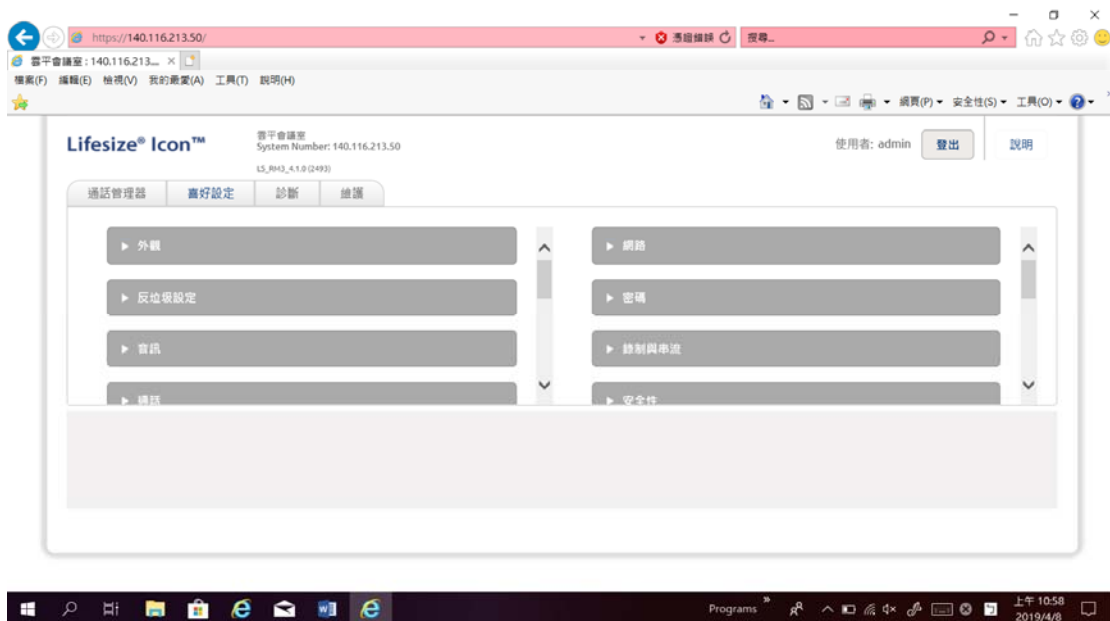 https://140.116.213.50/
憑證錯誤
搜尋...
雲平會議室 : 140.116.213....
檔案(F) 編輯(E) 檢視(V) 我的最愛(A) 工具(T) 說明(H)
網頁(P) 安全性(S) 工具(O)
Lifesize® Icon™
雲平會議室
System Number: 140.116.213.50
LS_RM3_4.1.0 (2493)
使用者: admin 登出 說明
通話管理器 喜好設定 診斷 維護
外觀 網路
反垃圾設定 密碼
音訊 錄制與串流
通話 安全性
Programs
上午 10:58
2019/4/8